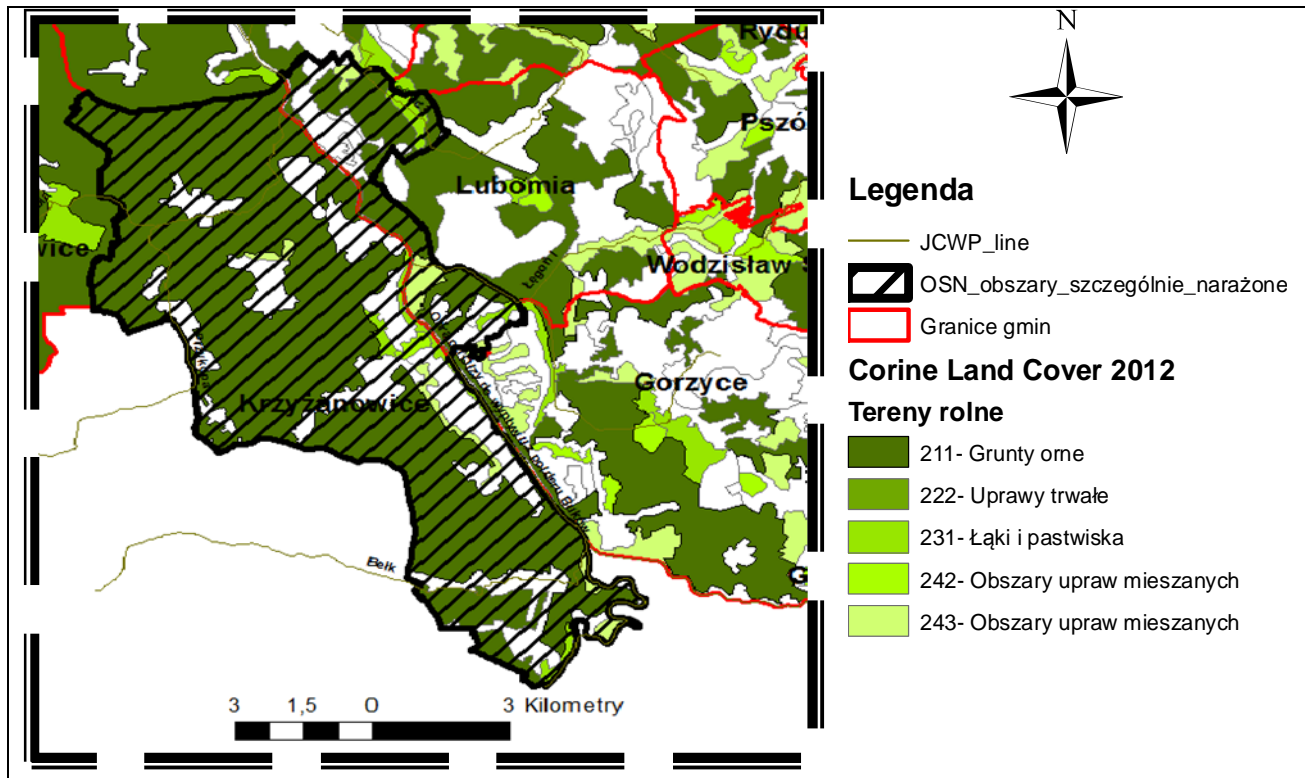 N
Rydu
Pszó
Lubomia
wice
Wodzisław S
Łęgoń I
Gorzyce
Krzyżanowice
Bełk
G
3 1,5 0 3 Kilometry
Legenda
JCWP_line
OSN_obszary_szczególnie_narażone
Granice gmin
Corine Land Cover 2012
Tereny rolne
211- Grunty orne
222- Uprawy trwałe
231- Łąki i pastwiska
242- Obszary upraw mieszanych
243- Obszary upraw mieszanych